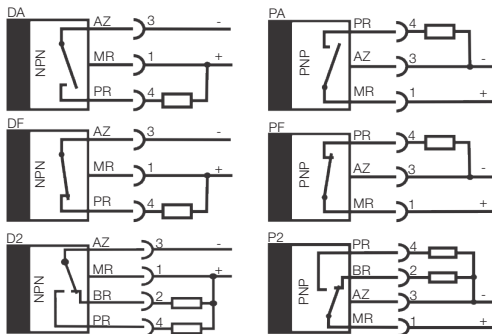 DA
NPN
AZ 3 -
MR 1 +
PR 4
PA
PNP
PR 4
AZ 3 -
MR 1 +
DF
NPN
AZ 3 -
MR 1 +
PR 4
PF
PNP
PR 4
AZ 3 -
MR 1 +
D2
NPN
AZ 3 -
MR 1 +
BR 2
PR 4
P2
PNP
PR 4
BR 2
AZ 3 -
MR 1 +